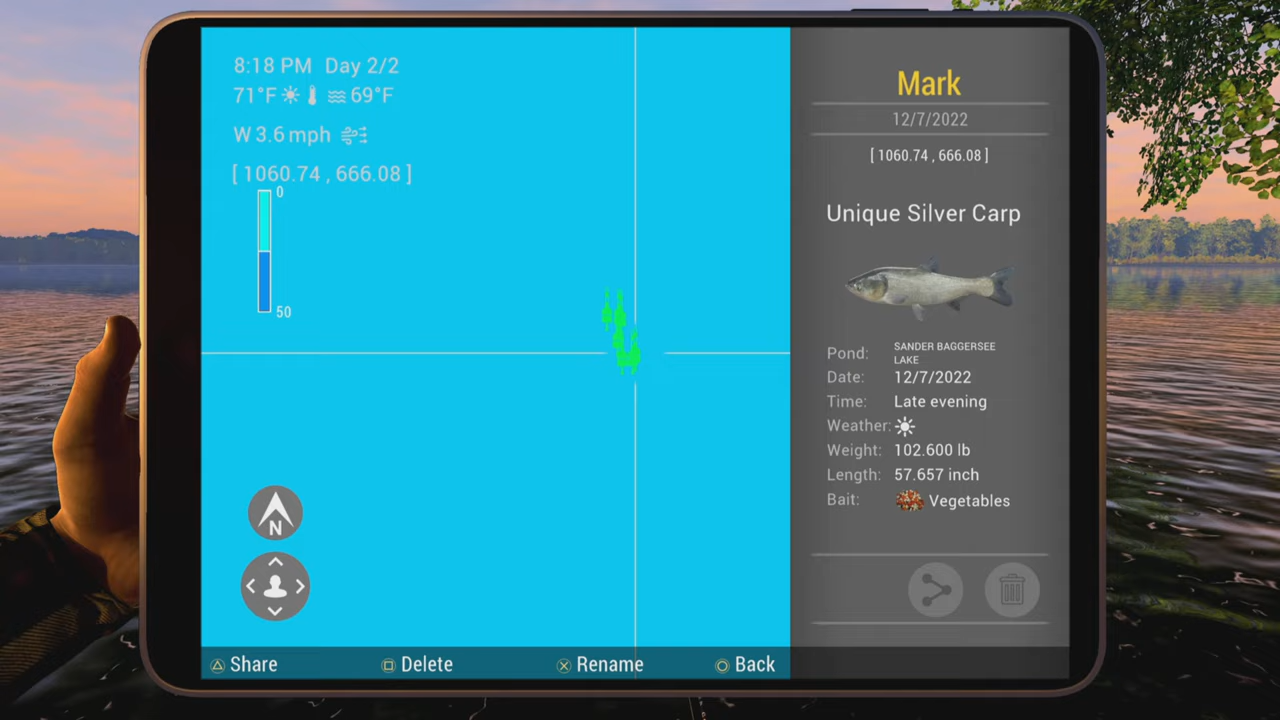 8:18 PM Day 2/2
71°F 69°F
W 3.6 mph
[ 1060.74 , 666.08 ]
0
50
N
Share
Delete
Rename
Back
Mark
12/7/2022
[ 1060.74 , 666.08 ]
Unique Silver Carp
Pond: SANDER BAGGERSEE
LAKE
Date: 12/7/2022
Time: Late evening
Weather:
Weight: 102.600 lb
Length: 57.657 inch
Bait: Vegetables